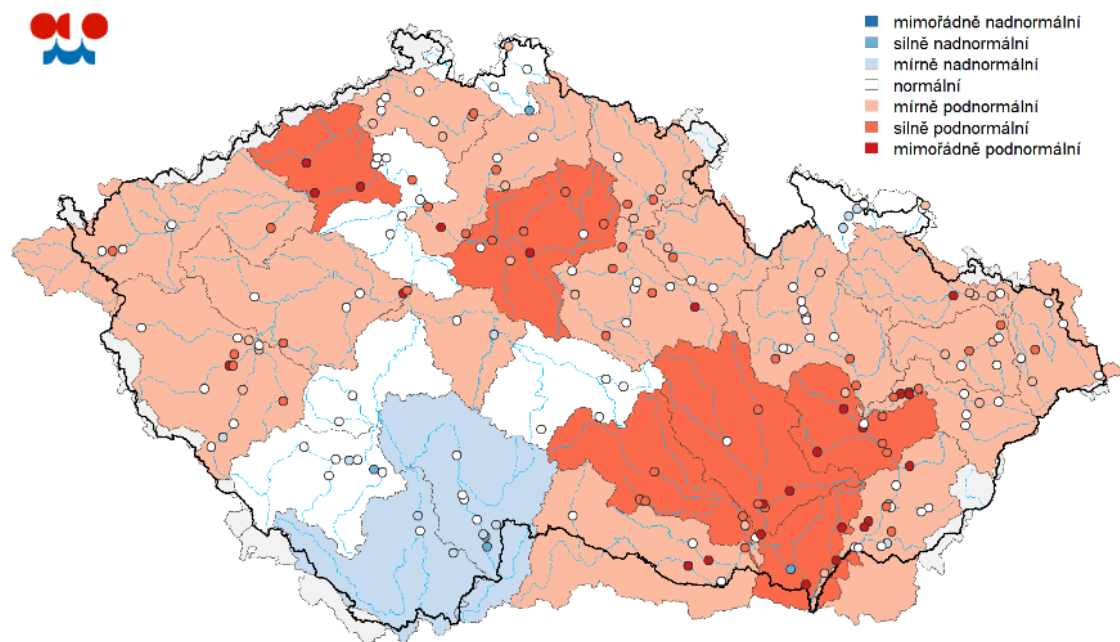 mimořádně nadnormální
silně nadnormální
mírně nadnormální
normální
mírně podnormální
silně podnormální
mimořádně podnormální